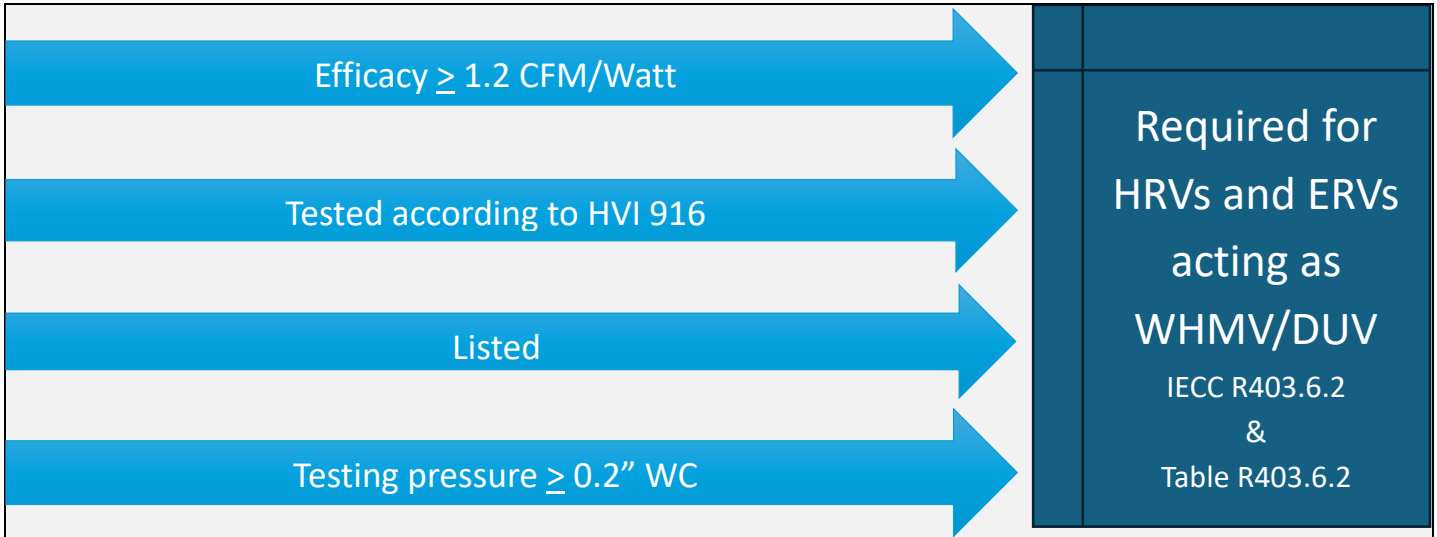 Efficacy ≥ 1.2 CFM/Watt
Tested according to HVI 916
Listed
Testing pressure ≥ 0.2” WC
Required for
HRVs and ERVs
acting as
WHMV/DUV
IECC R403.6.2
&
Table R403.6.2